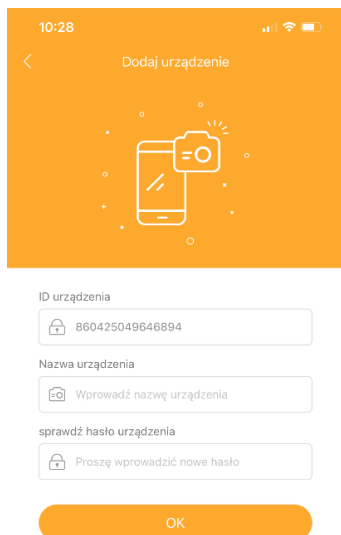 10:28
Dodaj urządzenie
ID urządzenia
860425049646894
Nazwa urządzenia
Wprowadź nazwę urządzenia
sprawdź hasło urządzenia
Proszę wprowadzić nowe hasło
OK